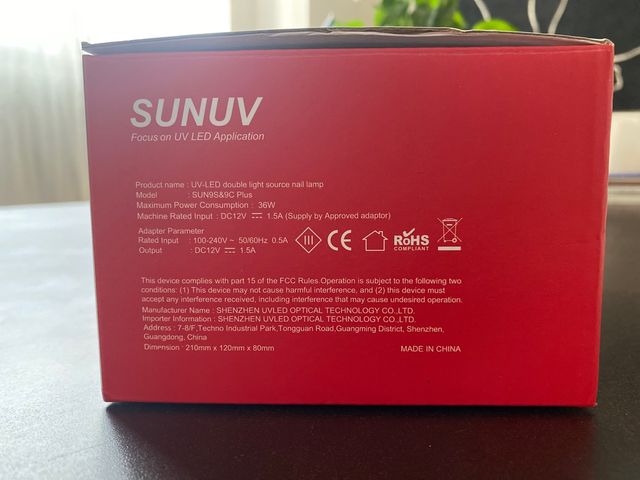 SUNUV
Focus on UV LED Application
Product name : UV-LED double light source nail lamp
Model : SUN9S&9C Plus
Maximum Power Consumption : 36W
Machine Rated Input : DC12V ⎓ 1.5A (Supply by Approved adaptor)
Adapter Parameter
Rated Input : 100-240V ~ 50/60Hz 0.5A
Output : DC12V ⎓ 1.5A
III CE RoHS
COMPLIANT
This device complies with part 15 of the FCC Rules.Operation is subject to the following two
conditions: (1)This device may not cause harmful interference, and (2) this device must
accept any interference received, including interference that may cause undesired operation.
Manufacturer Name : SHENZHEN UVLED OPTICAL TECHNOLOGY CO.,LTD.
Importer Information : SHENZHEN UVLED OPTICAL TECHNOLOGY CO.,LTD.
Address : 7-8/F,Techno Industrial Park,Tongguan Road,Guangming District, Shenzhen,
Guangdong, China
Dimension : 210mm x 120mm x 80mm MADE IN CHINA